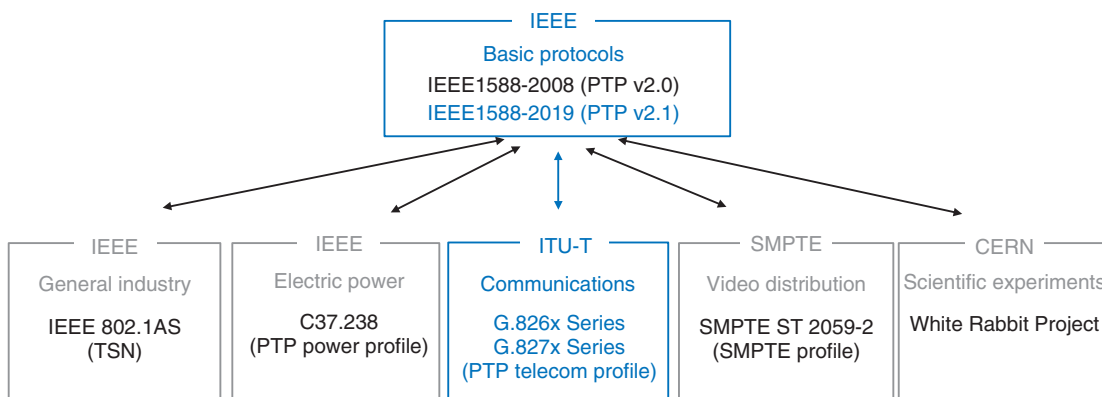 IEEE
Basic protocols
IEEE1588-2008 (PTP v2.0)
IEEE1588-2019 (PTP v2.1)
IEEE
General industry
IEEE 802.1AS
(TSN)
IEEE
Electric power
C37.238
(PTP power profile)
ITU-T
Communications
G.826x Series
G.827x Series
(PTP telecom profile)
SMPTE
Video distribution
SMPTE ST 2059-2
(SMPTE profile)
CERN
Scientific experiments
White Rabbit Project